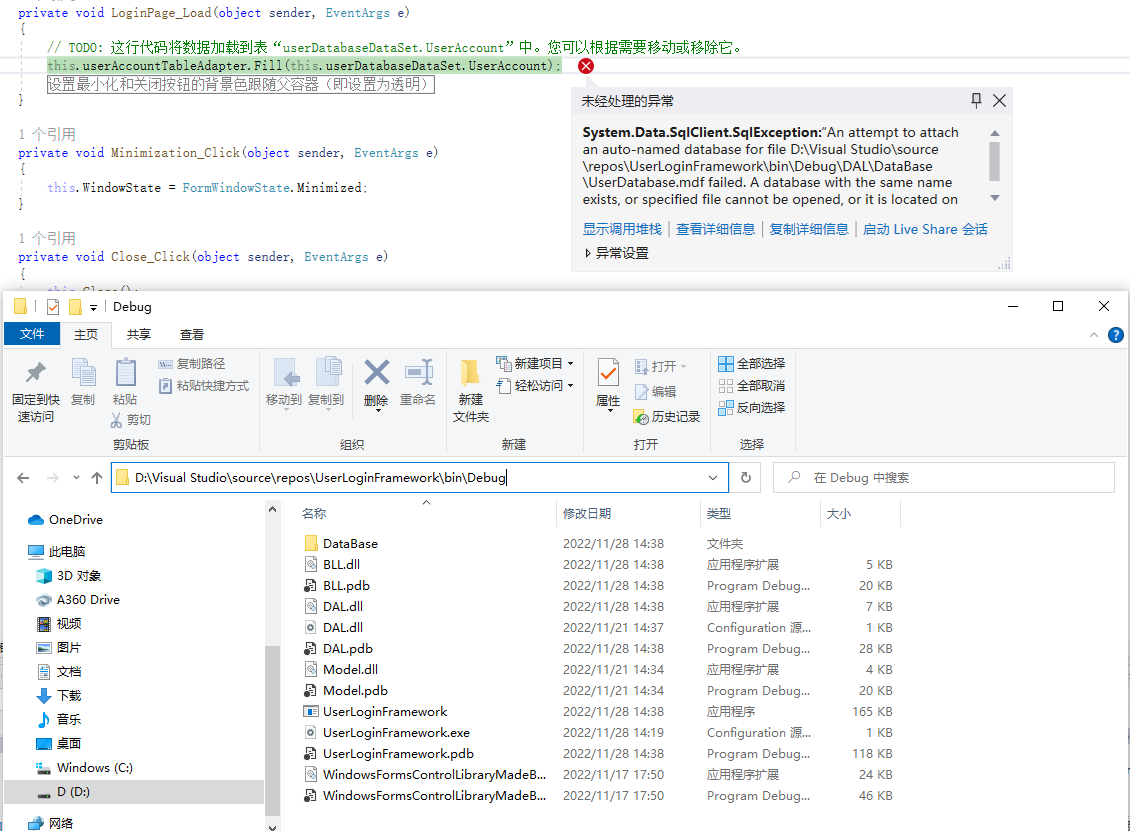 private void LoginPage_Load(object sender, EventArgs e)
{
// TODO: 这行代码将数据加载到表“userDatabaseDataSet.UserAccount”中。您可以根据需要移动或移除它。
this.userAccountTableAdapter.Fill(this.userDatabaseDataSet.UserAccount);
设置最小化和关闭按钮的背景色跟随父容器（即设置为透明）
}
1 个引用
private void Minimization_Click(object sender, EventArgs e)
{
this.WindowState = FormWindowState.Minimized;
}
1 个引用
private void Close_Click(object sender, EventArgs e)
{
未经处理的异常
System.Data.SqlClient.SqlException:“An attempt to attach
an auto-named database for file D:\Visual Studio\source
\repos\UserLoginFramework\bin\Debug\DAL\DataBase
\UserDatabase.mdf failed. A database with the same name
exists, or specified file cannot be opened, or it is located on
显示调用堆栈 | 查看详细信息 | 复制详细信息 | 启动 Live Share 会话
异常设置
Debug
文件 主页 共享 查看
固定到快速访问
复制
粘贴
复制路径
粘贴快捷方式
剪切
剪贴板
移动到 复制到 删除 重命名
组织
新建文件夹
新建项目
轻松访问
新建
属性
打开
编辑
历史记录
打开
全部选择
全部取消
反向选择
选择
D:\Visual Studio\source\repos\UserLoginFramework\bin\Debug
在 Debug 中搜索
OneDrive
此电脑
3D 对象
A360 Drive
视频
图片
文档
下载
音乐
桌面
Windows (C:)
D (D:)
网络
名称 修改日期 类型 大小
DataBase 2022/11/28 14:38 文件夹
BLL.dll 2022/11/28 14:38 应用程序扩展 5 KB
BLL.pdb 2022/11/28 14:38 Program Debug... 20 KB
DAL.dll 2022/11/28 14:38 应用程序扩展 7 KB
DAL.dll 2022/11/21 14:37 Configuration 源... 1 KB
DAL.pdb 2022/11/28 14:38 Program Debug... 28 KB
Model.dll 2022/11/21 14:34 应用程序扩展 4 KB
Model.pdb 2022/11/21 14:34 Program Debug... 20 KB
UserLoginFramework 2022/11/28 14:38 应用程序 165 KB
UserLoginFramework.exe 2022/11/28 14:19 Configuration 源... 1 KB
UserLoginFramework.pdb 2022/11/28 14:38 Program Debug... 118 KB
WindowsFormsControlLibraryMadeB... 2022/11/17 17:50 应用程序扩展 24 KB
WindowsFormsControlLibraryMadeB... 2022/11/17 17:50 Program Debug... 46 KB